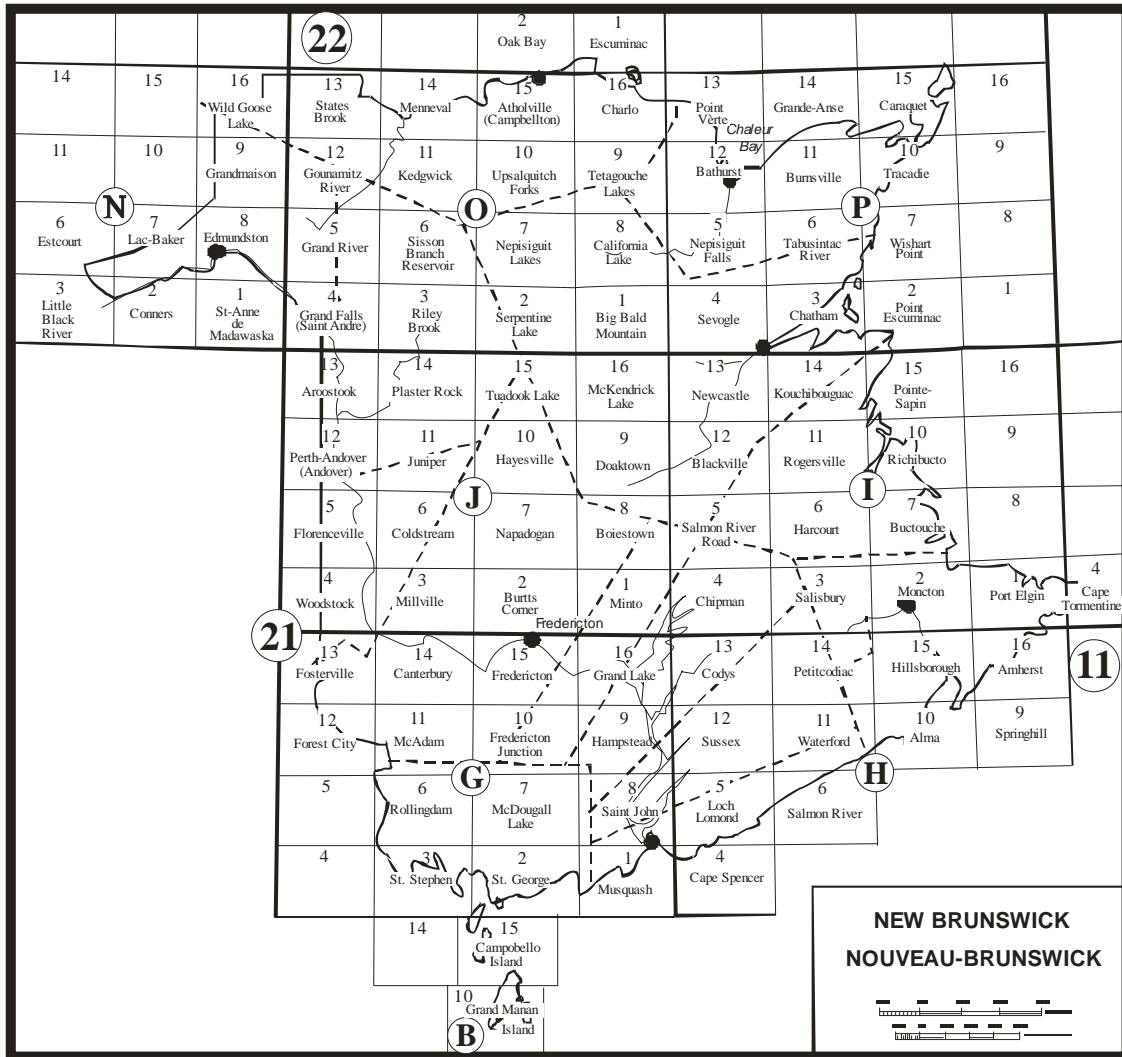 22
2 1
Oak Bay Escuminac
14 15 16 13 14 15 16 13 14 15 16
Wild Goose Lake
States Brook
Menneval
Atholville (Campbellton)
Charlo
Point Vèrte
Grande-Anse
Caraquet
Chaleur Bay
11 10 9 12 11 10 9 12 11 10 9
Grandmaison
Gounamitz River
Kedgwick
Upsalquitch Forks
Tetagouche Lakes
Bathurst
Burnsville
Tracadie
N O P
6 7 8 5 6 7 8 5 6 7 8
Estcourt
Lac-Baker
Edmundston
Grand River
Sisson Branch Reservoir
Nepisiguit Lakes
California Lake
Nepisiguit Falls
Tabusintac River
Wishart Point
3 2 1 4 3 2 1 4 3 2 1
Little Black River
Conners
St-Anne de Madawaska
Grand Falls (Saint Andre)
Riley Brook
Serpentine Lake
Big Bald Mountain
Sevogle
Chatham
Point Escuminac
13 14 15 16 13 14 15 16
Aroostook
Plaster Rock
Tuadook Lake
McKendrick Lake
Newcastle
Kouchibouguac
Pointe-Sapin
12 11 10 9 12 11 10 9
Perth-Andover (Andover)
Juniper
Hayesville
Doaktown
Blackville
Rogersville
Richibucto
J I
5 6 7 8 5 6 7 8
Florenceville
Coldstream
Napadogan
Boiestown
Salmon River Road
Harcourt
Buctouche
4 3 2 1 4 3 2 1 4
Woodstock
Millville
Burtts Corner
Minto
Chipman
Salisbury
Moncton
Port Elgin
Cape Tormentine
Fredericton
21 11
13 14 15 16 13 14 15 16
Fosterville
Canterbury
Fredericton
Grand Lake
Codys
Petitcodiac
Hillsborough
Amherst
12 11 10 9 12 11 10 9
Forest City
McAdam
Fredericton Junction
Hampstead
Sussex
Waterford
Alma
Springhill
G H
5 6 7 8 5 6
Rollingdam
McDougall Lake
Saint John
Loch Lomond
Salmon River
4 3 2 1 4
St. Stephen
St. George
Musquash
Cape Spencer
14 15
Campobello Island
10
Grand Manan Island
B
NEW BRUNSWICK
NOUVEAU-BRUNSWICK